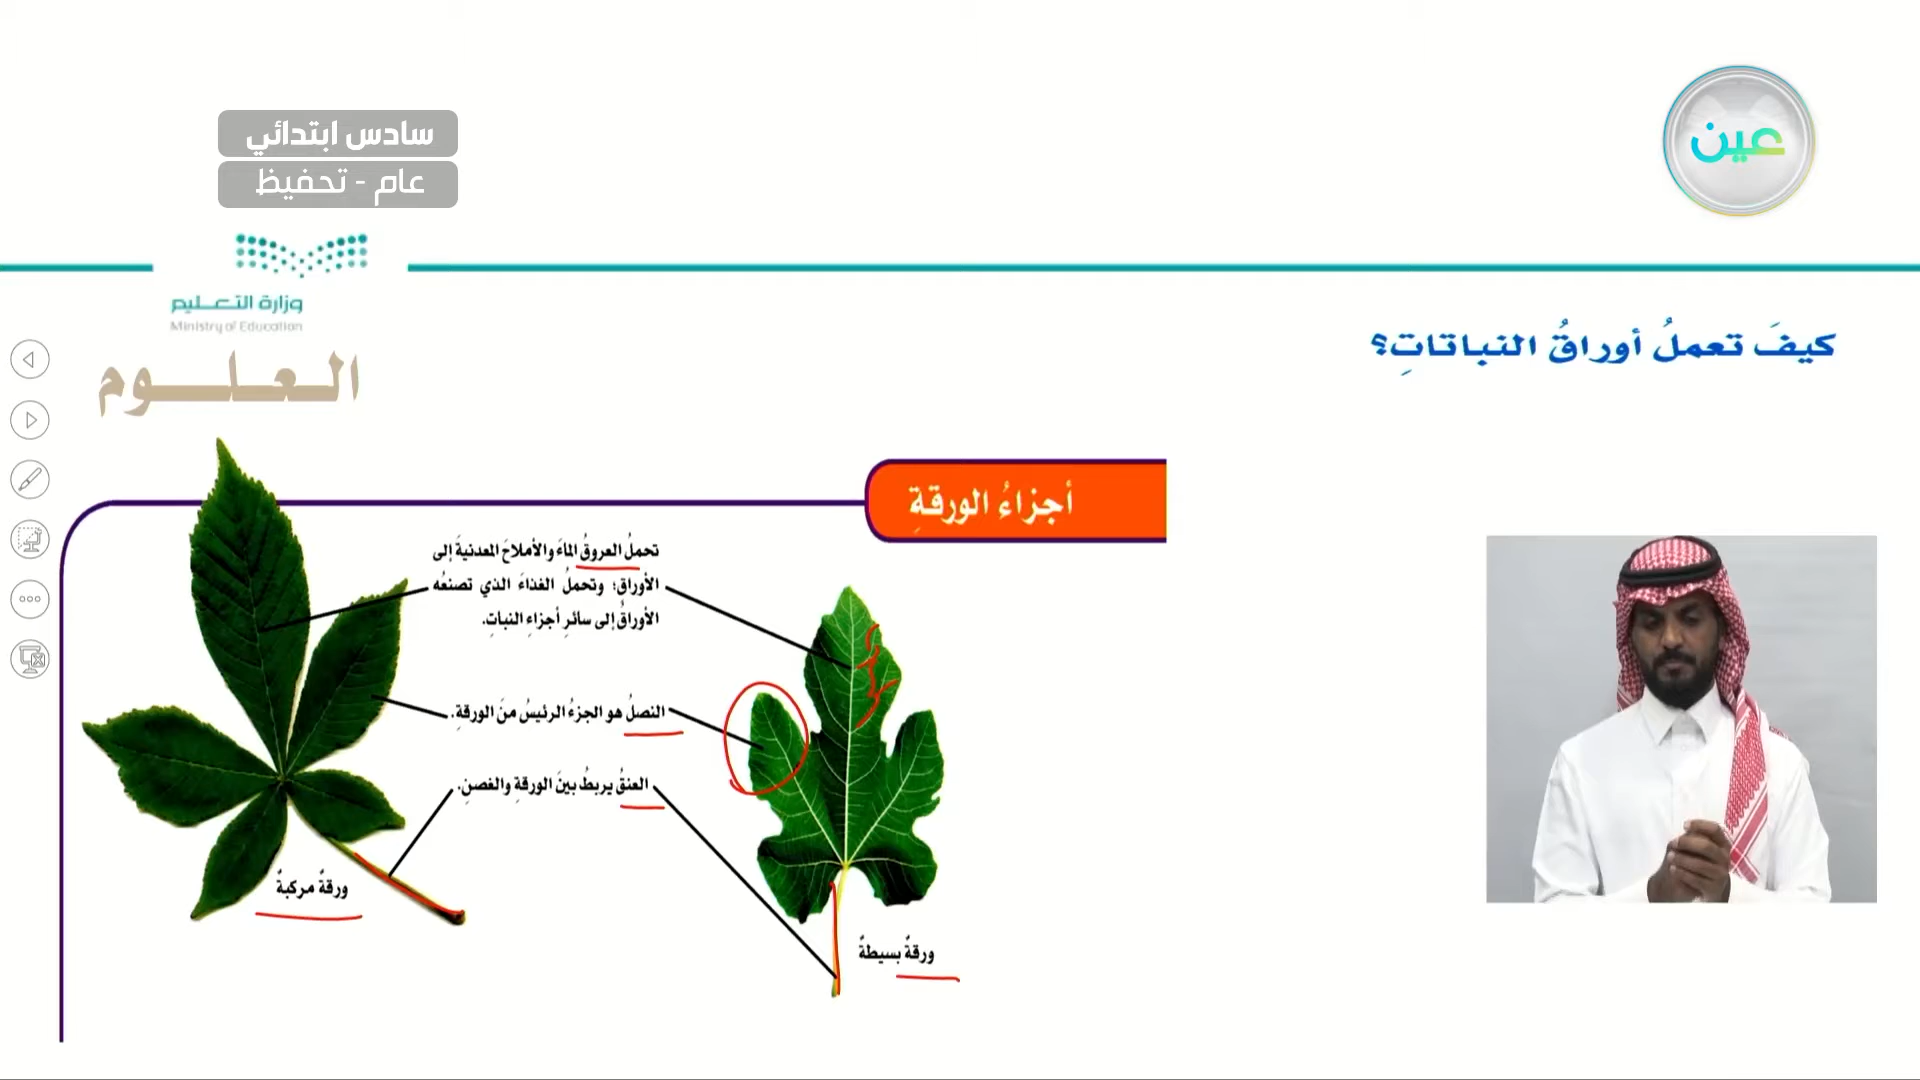 عين
سادس ابتدائي
عام - تحفيظ
وزارة التعليم
Ministry of Education
العلوم
كيفَ تعملُ أوراقُ النباتاتِ؟
أجزاءُ الورقةِ
تحملُ العروقُ الماءَ والأملاحَ المعدنيةَ إلى
الأوراقِ؛ وتحملُ الغذاءَ الذي تصنعُه
الأوراقُ إلى سائرِ أجزاءِ النباتِ.
النصلُ هو الجزءُ الرئيسُ منَ الورقةِ.
العنقُ يربطُ بينَ الورقةِ والغصنِ.
ورقةٌ مركبةٌ
ورقةٌ بسيطةٌ